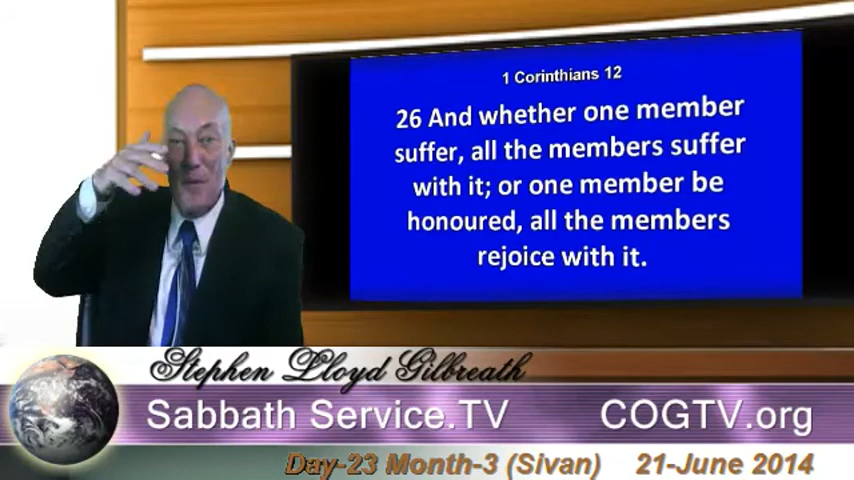 1 Corinthians 12
26 And whether one member
suffer, all the members suffer
with it; or one member be
honoured, all the members
rejoice with it.
Stephen Lloyd Gilbreath
Sabbath Service.TV COGTV.org
Day-23 Month-3 (Sivan) 21-June 2014